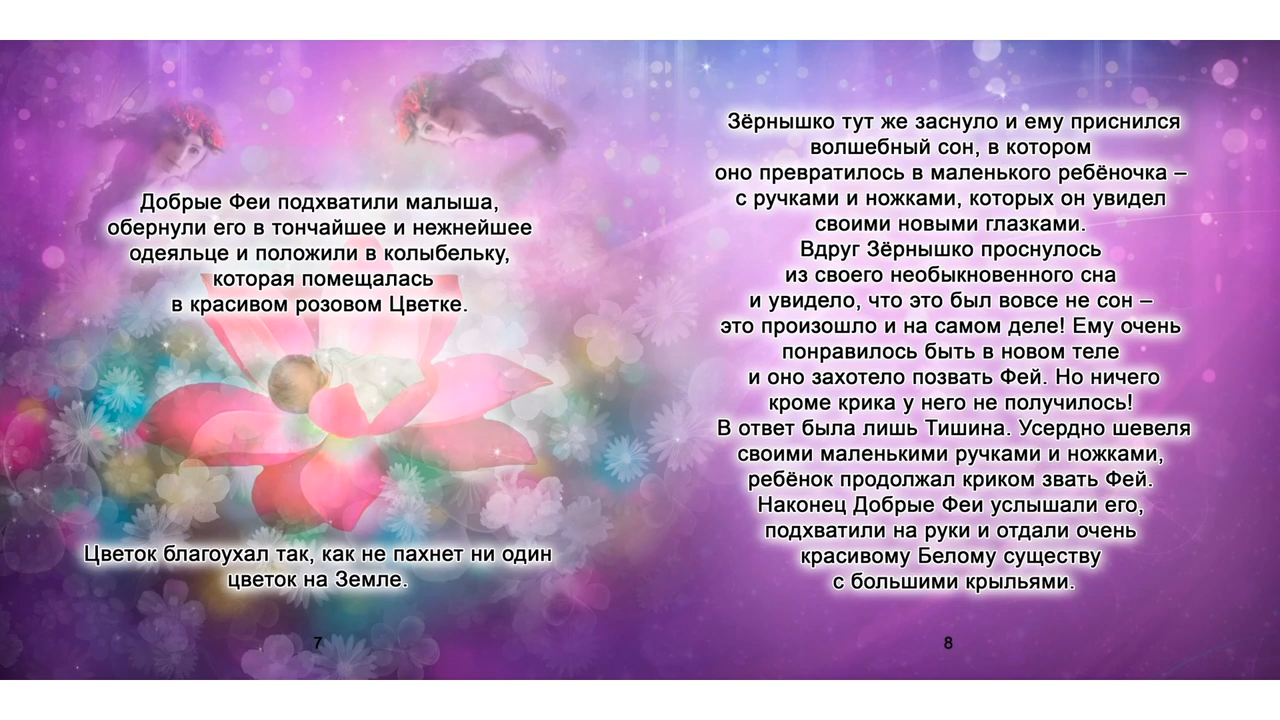 Добрые Феи подхватили малыша,
обернули его в тончайшее и нежнейшее
одеяльце и положили в колыбельку,
которая помещалась
в красивом розовом Цветке.
Цветок благоухал так, как не пахнет ни один
цветок на Земле.
7
Зёрнышко тут же заснуло и ему приснился
волшебный сон, в котором
оно превратилось в маленького ребёночка –
с ручками и ножками, которых он увидел
своими новыми глазками.
Вдруг Зёрнышко проснулось
из своего необыкновенного сна
и увидело, что это был вовсе не сон –
это произошло и на самом деле! Ему очень
понравилось быть в новом теле
и оно захотело позвать Фей. Но ничего
кроме крика у него не получилось!
В ответ была лишь Тишина. Усердно шевеля
своими маленькими ручками и ножками,
ребёнок продолжал криком звать Фей.
Наконец Добрые Феи услышали его,
подхватили на руки и отдали очень
красивому Белому существу
с большими крыльями.
8